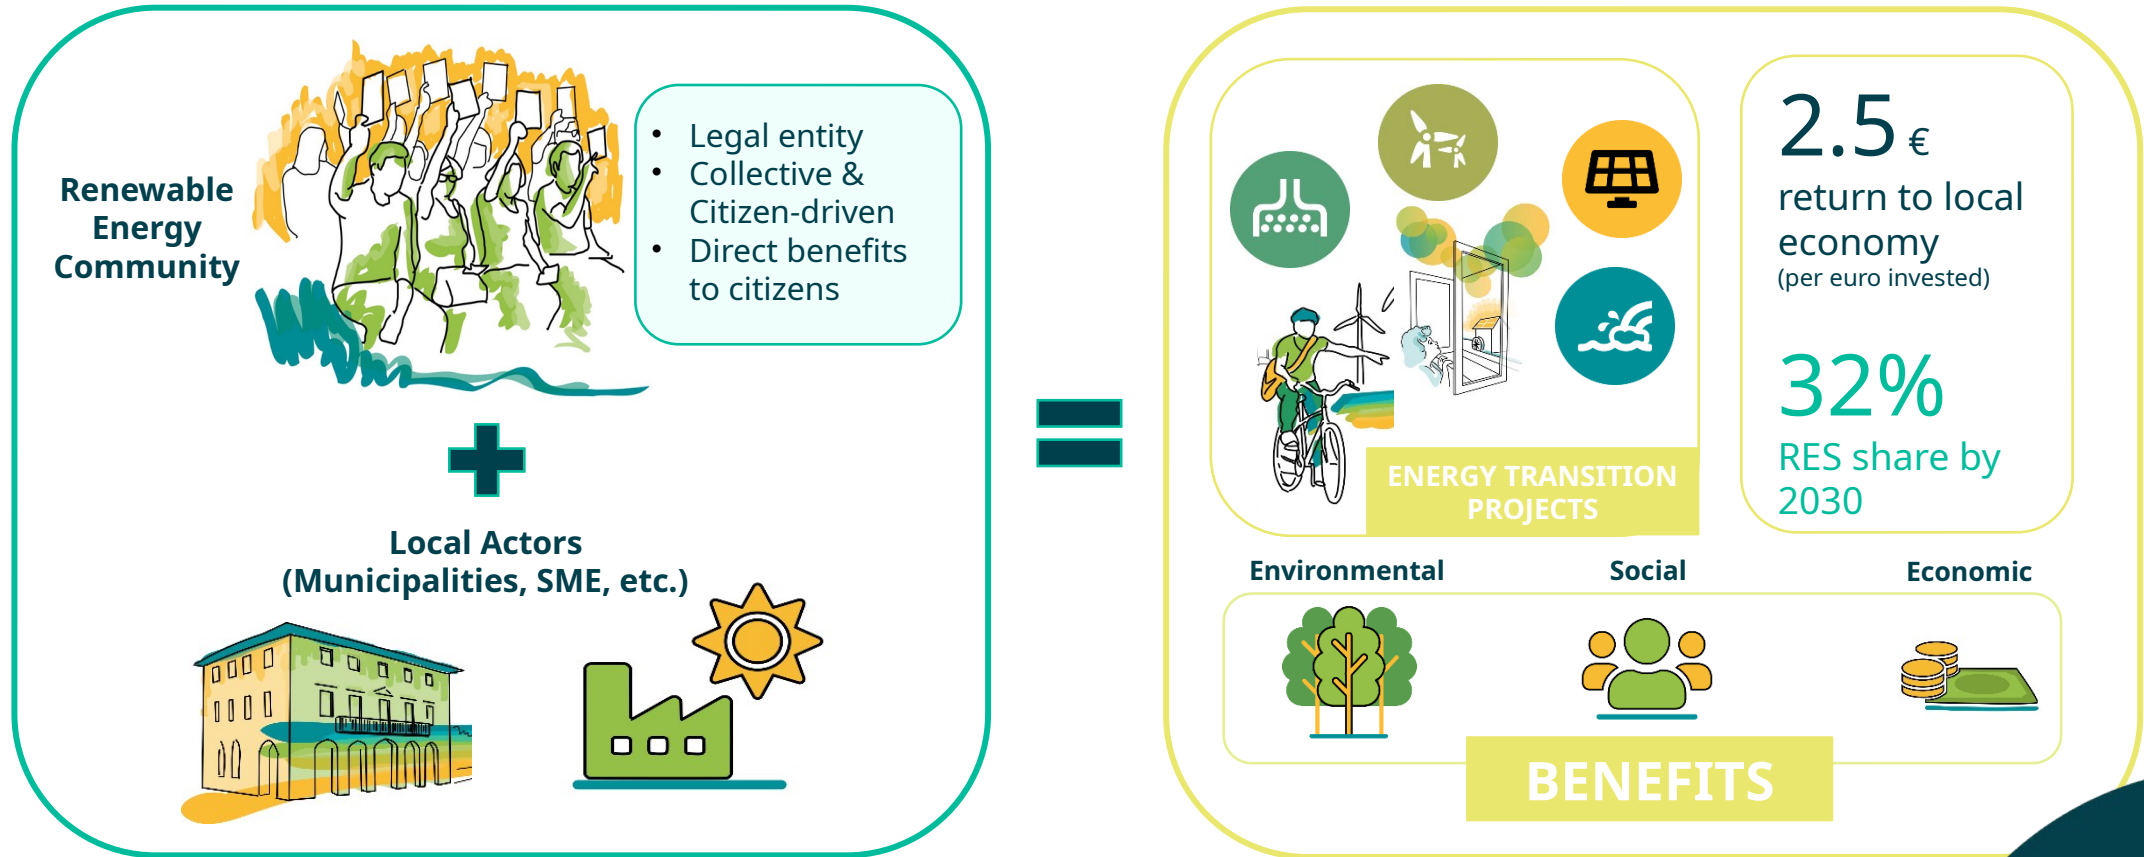 Renewable
Energy
Community
• Legal entity
• Collective &
Citizen-driven
• Direct benefits
to citizens
Local Actors
(Municipalities, SME, etc.)
ENERGY TRANSITION
PROJECTS
2.5 €
return to local
economy
(per euro invested)
32%
RES share by
2030
Environmental
Social
Economic
BENEFITS